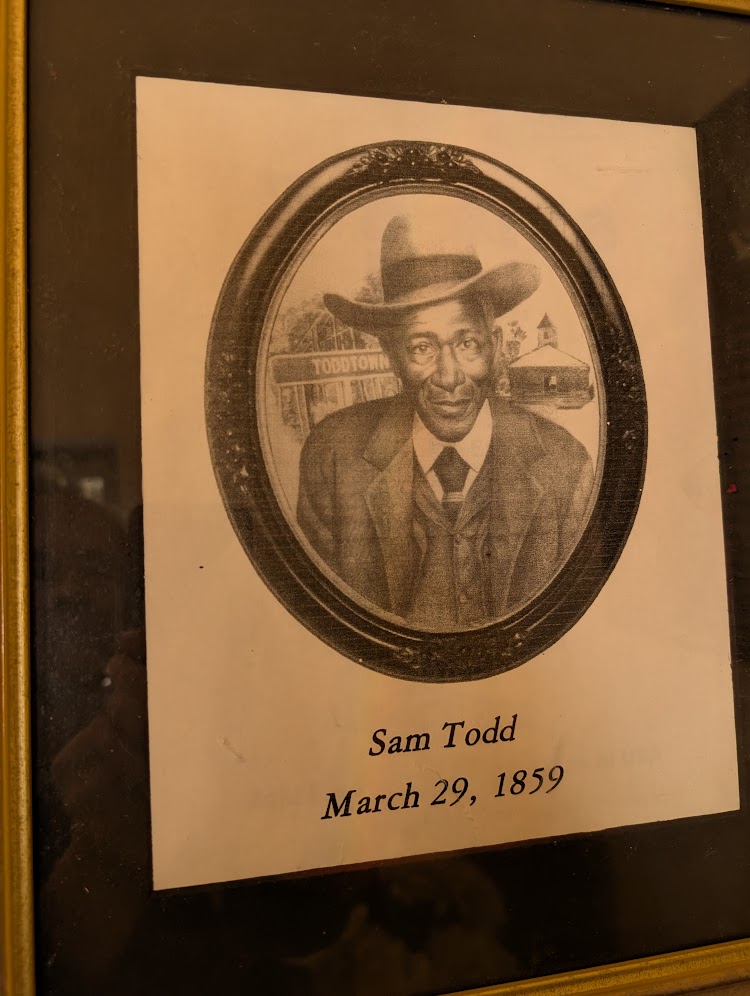 TODDTOWN
Sam Todd
March 29, 1859